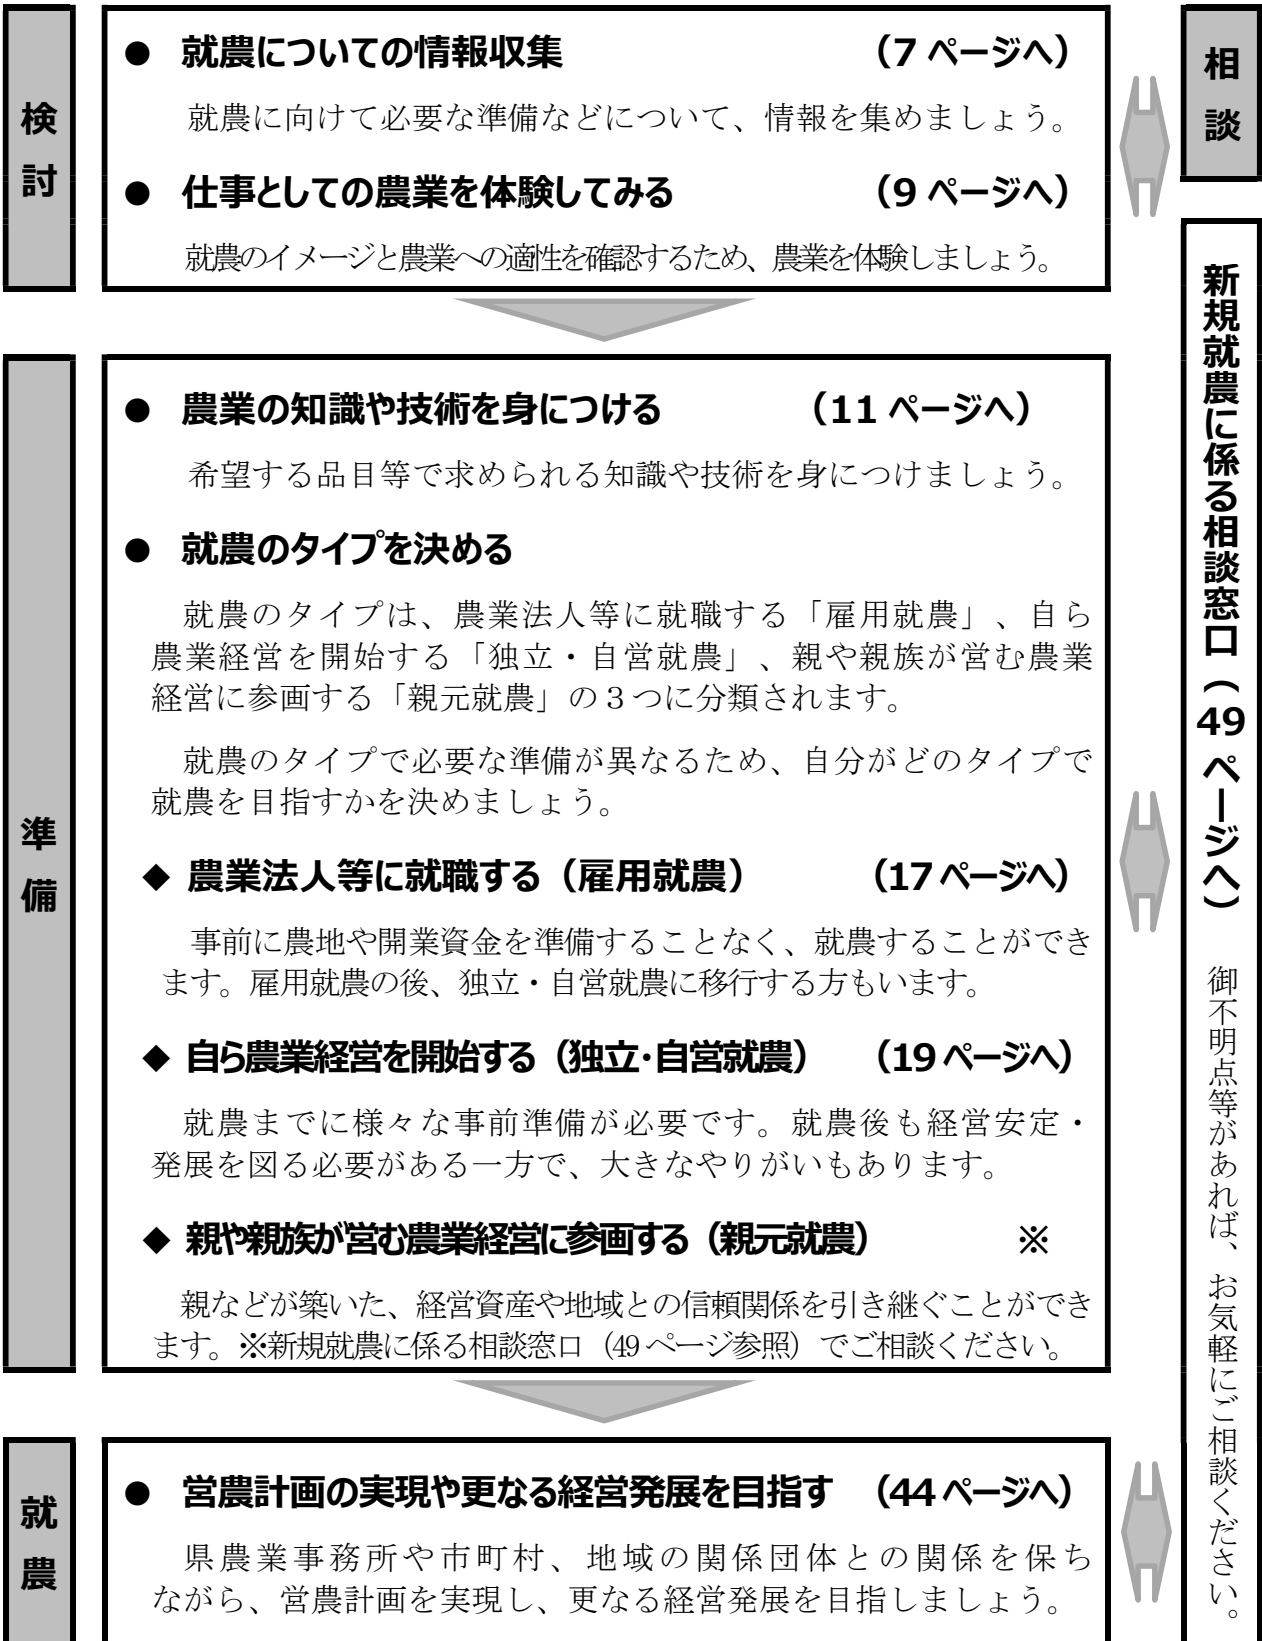 検
討
● 就農についての情報収集 （7 ページへ）
就農に向けて必要な準備などについて、情報を集めましょう。
● 仕事としての農業を体験してみる （9 ページへ）
就農のイメージと農業への適性を確認するため、農業を体験しましょう。
準
備
● 農業の知識や技術を身につける （11 ページへ）
希望する品目等で求められる知識や技術を身につけましょう。
● 就農のタイプを決める
就農のタイプは、農業法人等に就職する「雇用就農」、自ら
農業経営を開始する「独立・自営就農」、親や親族が営む農業
経営に参画する「親元就農」の３つに分類されます。
就農のタイプで必要な準備が異なるため、自分がどのタイプで
就農を目指すかを決めましょう。
◆ 農業法人等に就職する（雇用就農） （17 ページへ）
事前に農地や開業資金を準備することなく、就農することができ
ます。雇用就農の後、独立・自営就農に移行する方もいます。
◆ 自ら農業経営を開始する（独立・自営就農） （19 ページへ）
就農までに様々な事前準備が必要です。就農後も経営安定・
発展を図る必要がある一方で、大きなやりがいもあります。
◆ 親や親族が営む農業経営に参画する（親元就農） ※
親などが築いた、経営資産や地域との信頼関係を引き継ぐことができ
ます。※新規就農に係る相談窓口（49 ページ参照）でご相談ください。
就
農
● 営農計画の実現や更なる経営発展を目指す （44 ページへ）
県農業事務所や市町村、地域の関係団体との関係を保ち
ながら、営農計画を実現し、更なる経営発展を目指しましょう。
相
談
新規就農に係る相談窓口（49 ページへ） 御不明点等があれば、お気軽にご相談ください。